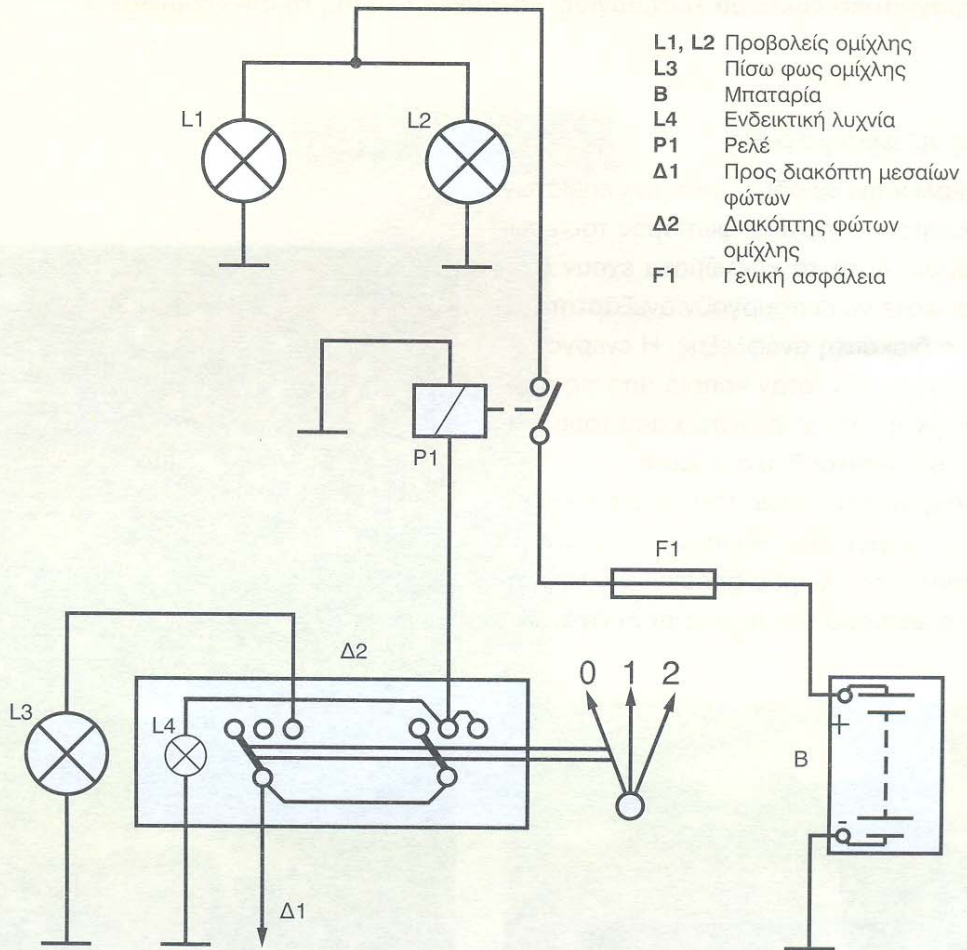 L1, L2 Προβολείς ομίχλης
L3 Πίσω φως ομίχλης
B Μπαταρία
L4 Ενδεικτική λυχνία
P1 Ρελέ
Δ1 Προς διακόπτη μεσαίων
φώτων
Δ2 Διακόπτης φώτων
ομίχλης
F1 Γενική ασφάλεια
L1
L2
P1
F1
Δ2
0 1 2
L3
L4
+
B
-
Δ1